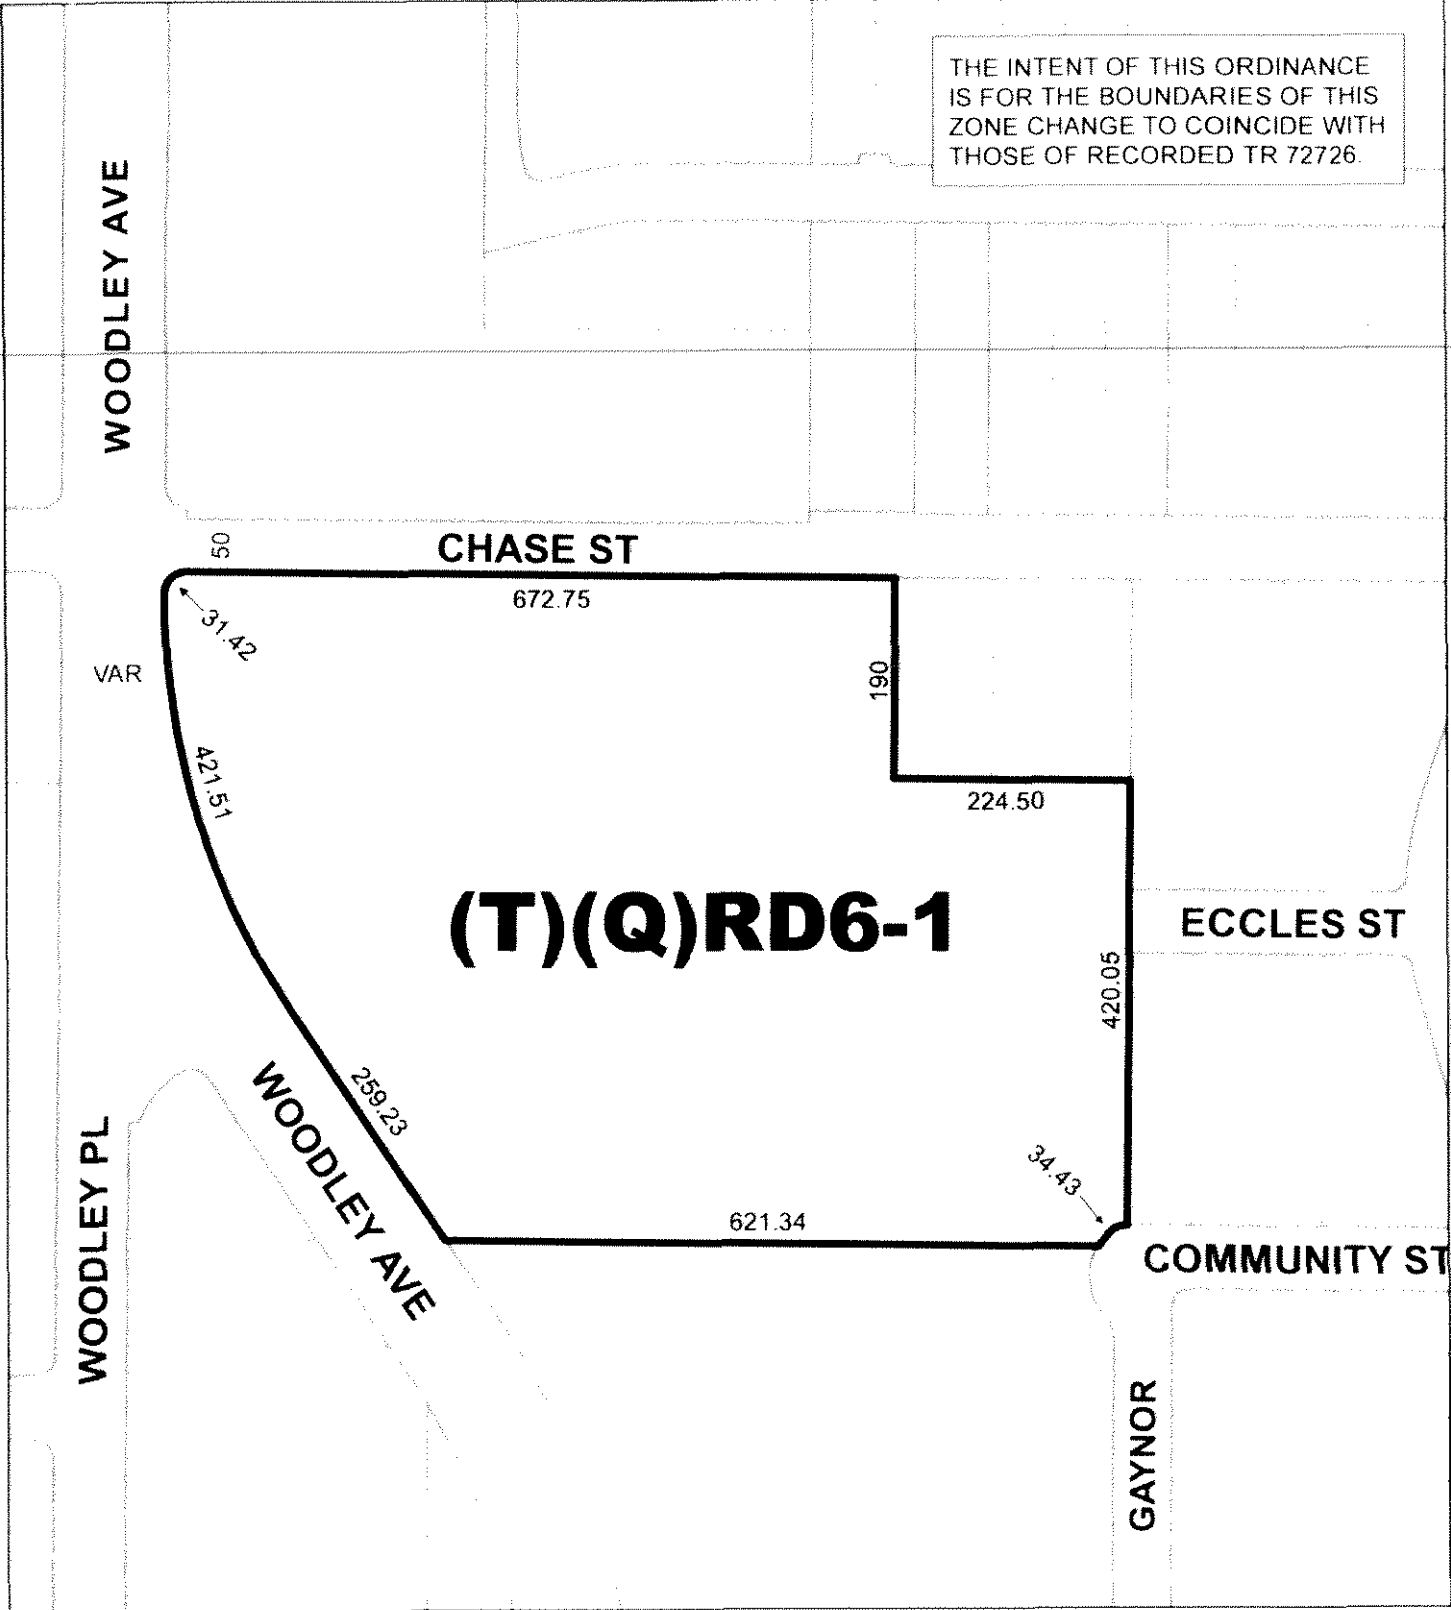 THE INTENT OF THIS ORDINANCE
IS FOR THE BOUNDARIES OF THIS
ZONE CHANGE TO COINCIDE WITH
THOSE OF RECORDED TR 72726.
WOODLEY AVE
50
CHASE ST
672.75
31.42
VAR
190
421.51
224.50
(T)(Q)RD6-1
ECCLES ST
420.05
259.23
WOODLEY AVE
WOODLEY PL
34.43
621.34
COMMUNITY ST
GAYNOR